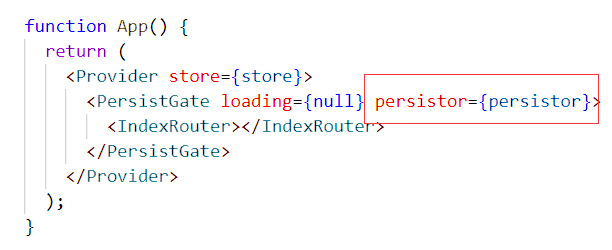 function App() {
return (
<Provider store={store}>
<PersistGate loading={null} persistor={persistor}>
<IndexRouter></IndexRouter>
</PersistGate>
</Provider>
);
}